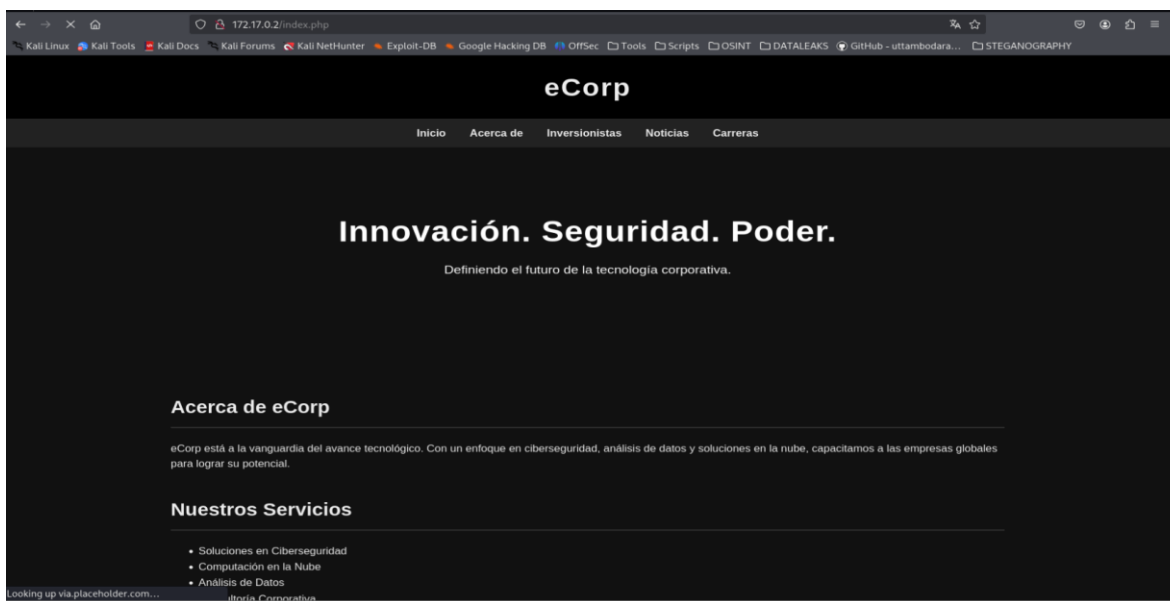 172.17.0.2/index.php
Kali Linux Kali Tools Kali Docs Kali Forums Kali NetHunter Exploit-DB Google Hacking DB OffSec Tools Scripts OSINT DATALEAKS GitHub - uttambodara... STEGANOGRAPHY
eCorp
Inicio Acerca de Inversionistas Noticias Carreras
Innovación. Seguridad. Poder.
Definiendo el futuro de la tecnología corporativa.
Acerca de eCorp
eCorp está a la vanguardia del avance tecnológico. Con un enfoque en ciberseguridad, análisis de datos y soluciones en la nube, capacitamos a las empresas globales
para lograr su potencial.
Nuestros Servicios
• Soluciones en Ciberseguridad
• Computación en la Nube
• Análisis de Datos
Corporativa
Looking up via.placeholder.com...